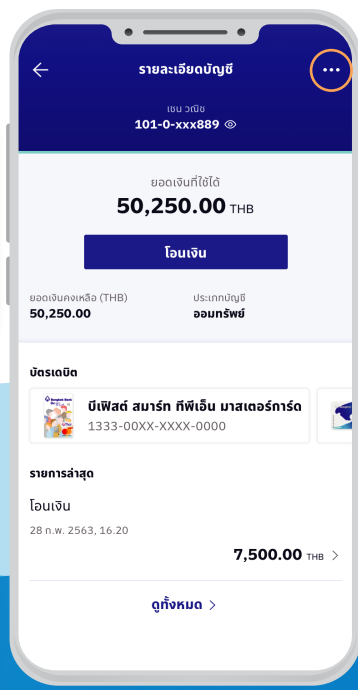 รายละเอียดบัญชี
เชน วณิช
101-0-xxx889
ยอดเงินที่ใช้ได้
50,250.00 THB
โอนเงิน
ยอดเงินคงเหลือ (THB)
ประเภทบัญชี
50,250.00
ออมทรัพย์
บัตรเดบิต
Bangkok Bank
บีเฟิสต์ สมาร์ท ทีพีเอ็น มาสเตอร์การ์ด
1333-00XX-XXXX-0000
รายการล่าสุด
โอนเงิน
28 ก.พ. 2563, 16.20
7,500.00 THB >
ดูทั้งหมด >